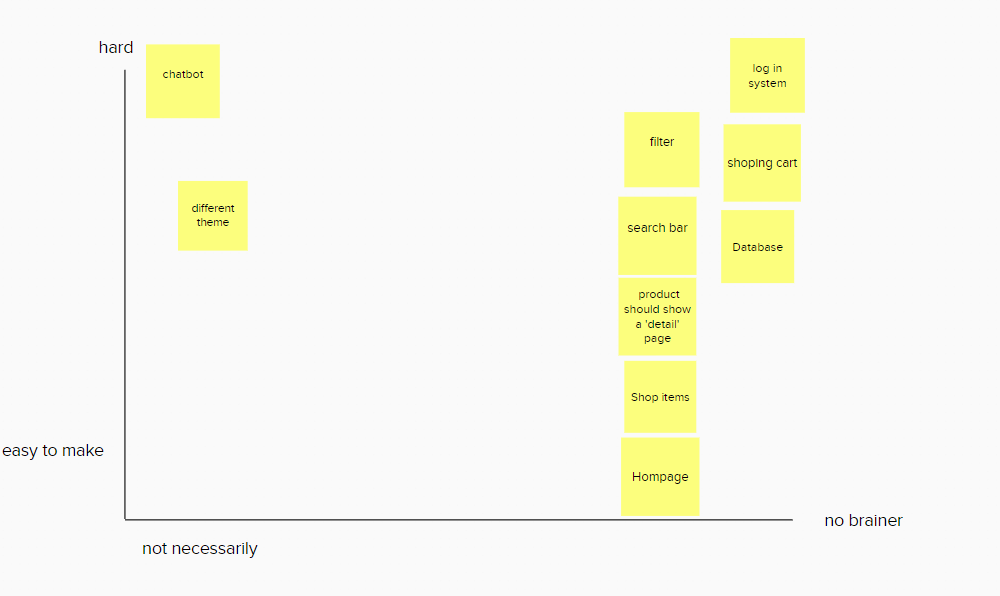 hard
chatbot
log in
system
filter
shoping cart
different
theme
search bar
Database
product
should show
a 'detail'
page
Shop items
easy to make
Hompage
no brainer
not necessarily